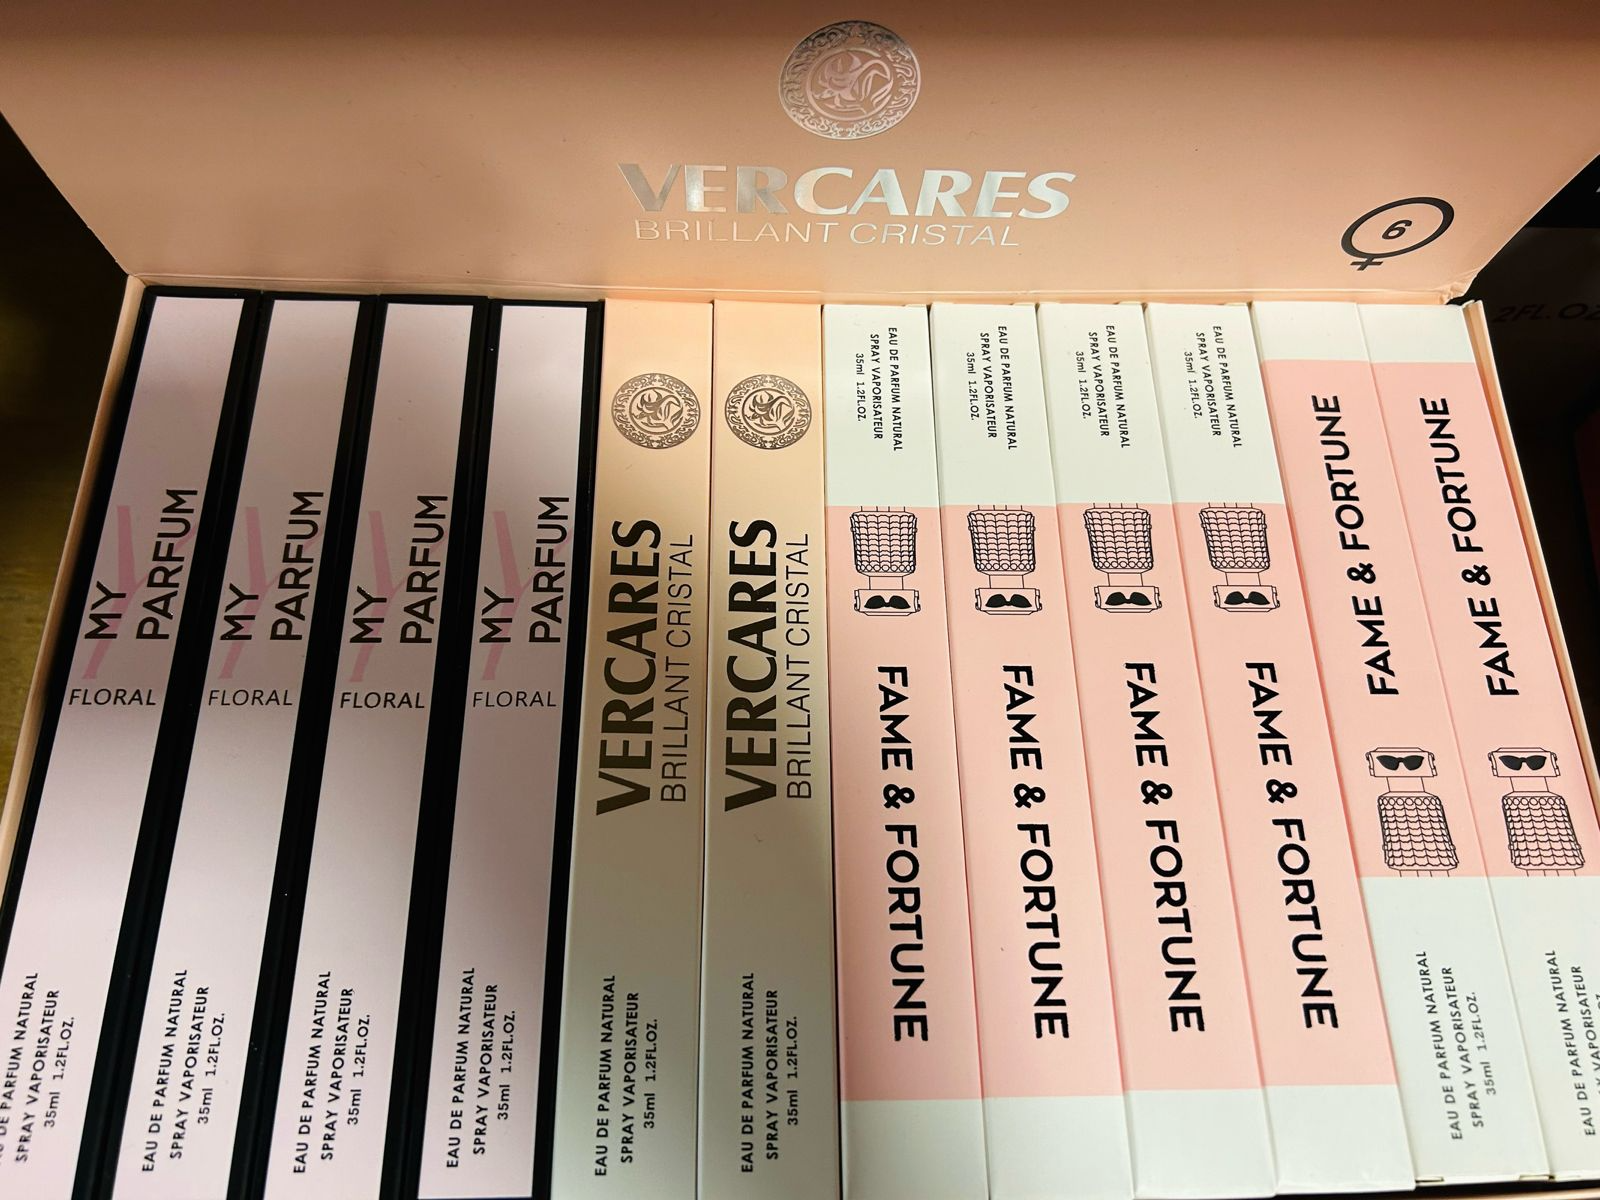 VERCARES
BRILLANT CRISTAL
6
2FL.OZ
MY
PARFUM
FLORAL
PARFUM NATURAL
SPRAY VAPORISATEUR
35ml 1.2FL.OZ.
MY
PARFUM
FLORAL
EAU DE PARFUM NATURAL
SPRAY VAPORISATEUR
35ml 1.2FL.OZ.
MY
PARFUM
FLORAL
EAU DE PARFUM NATURAL
SPRAY VAPORISATEUR
35ml 1.2FL.OZ.
MY
PARFUM
FLORAL
EAU DE PARFUM NATURAL
SPRAY VAPORISATEUR
35ml 1.2FL.OZ.
VERCARES
BRILLANT CRISTAL
EAU DE PARFUM NATURAL
SPRAY VAPORISATEUR
35ml 1.2FL.OZ.
VERCARES
BRILLANT CRISTAL
EAU DE PARFUM NATURAL
SPRAY VAPORISATEUR
35ml 1.2FL.OZ.
EAU DE PARFUM NATURAL
SPRAY VAPORISATEUR
35ml 1.2FL.OZ.
FAME & FORTUNE
EAU DE PARFUM NATURAL
SPRAY VAPORISATEUR
35ml 1.2FL.OZ.
FAME & FORTUNE
EAU DE PARFUM NATURAL
SPRAY VAPORISATEUR
35ml 1.2FL.OZ.
FAME & FORTUNE
EAU DE PARFUM NATURAL
SPRAY VAPORISATEUR
35ml 1.2FL.OZ.
FAME & FORTUNE
FAME & FORTUNE
EAU DE PARFUM NATURAL
SPRAY VAPORISATEUR
35ml 1.2FL.OZ.
FAME & FORTUNE
EAU DE PARFUM NATURAL
SPRAY VAPORISATEUR